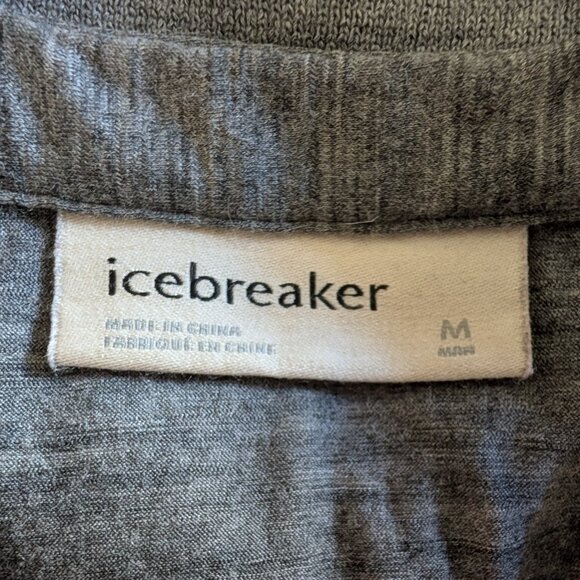 icebreaker
MADE IN CHINA
FABRIQUÉ EN CHINE
M
MAN